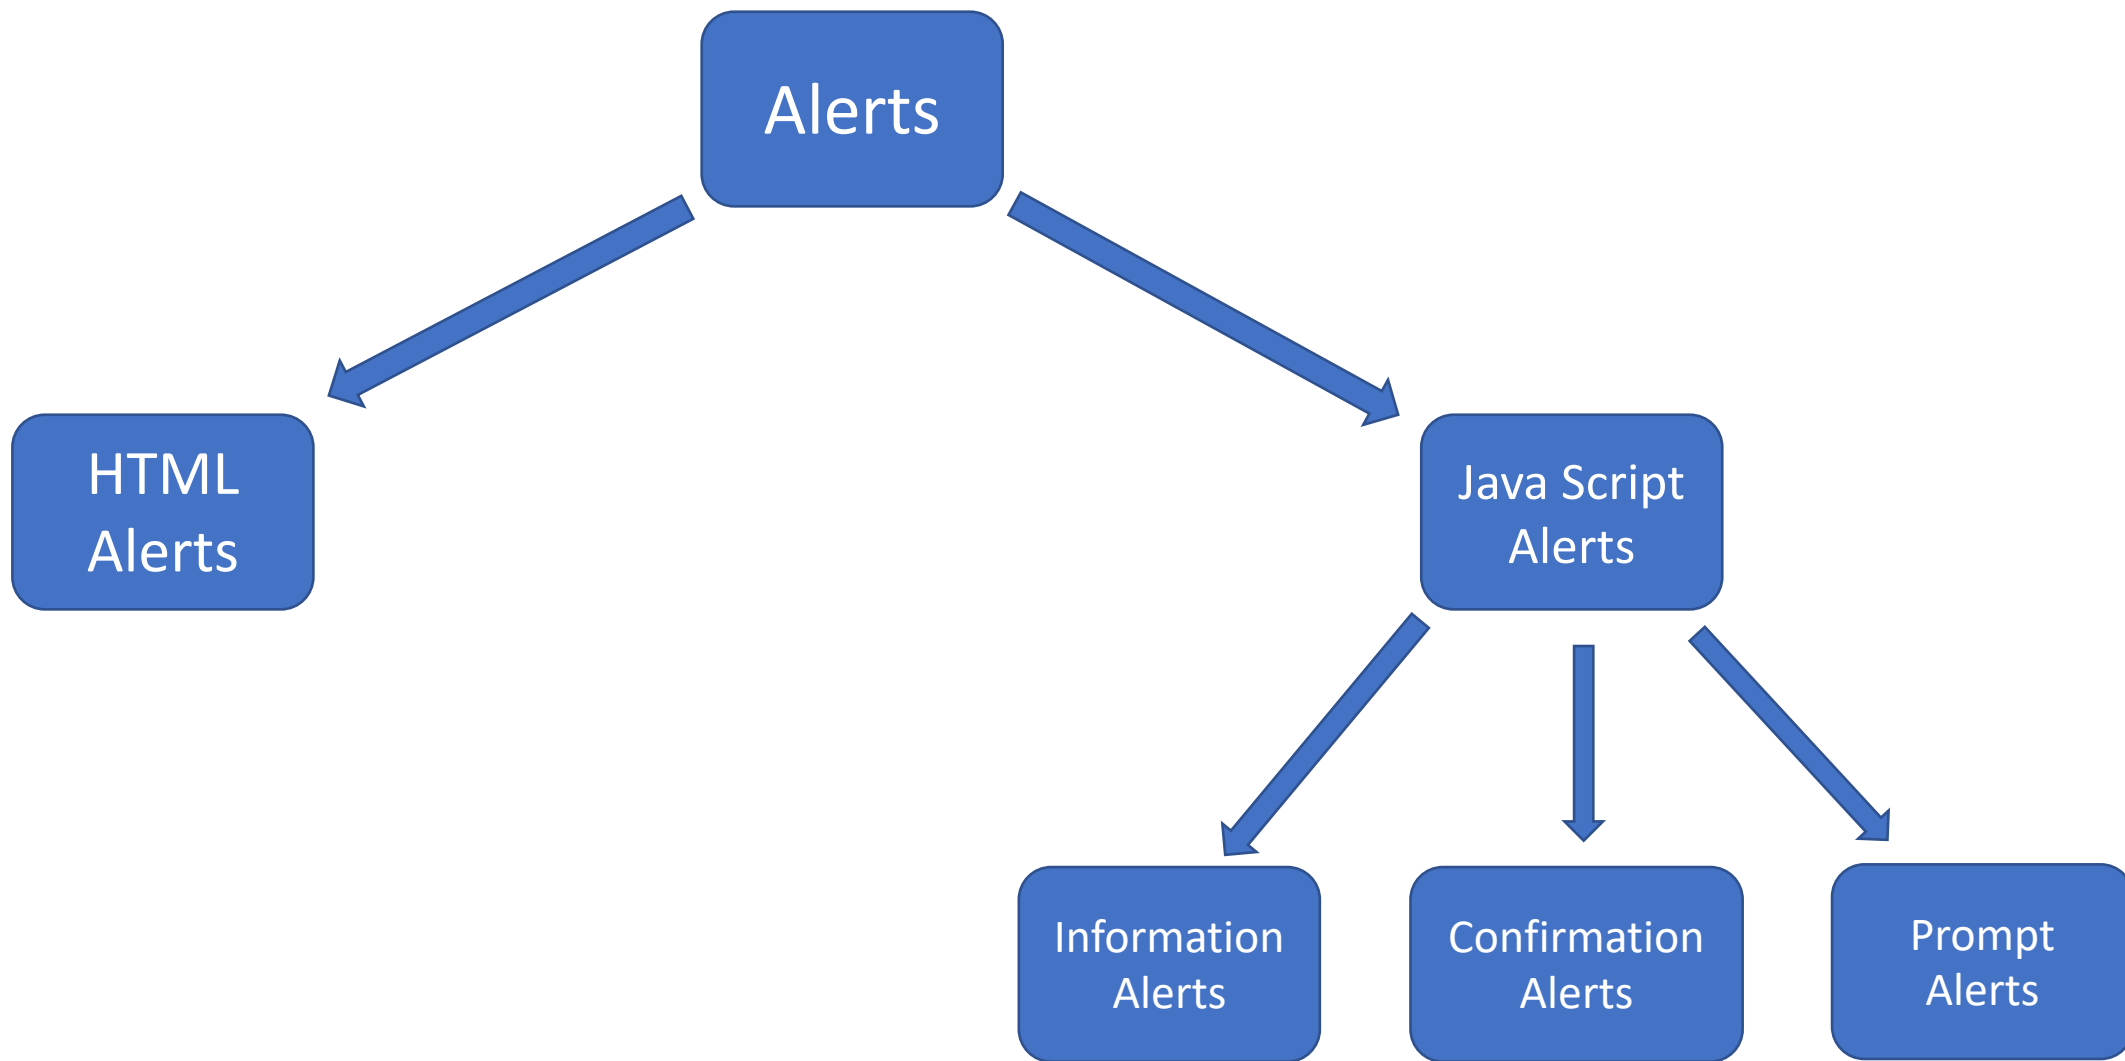 Alerts
HTML
Alerts
Java Script
Alerts
Information
Alerts
Confirmation
Alerts
Prompt
Alerts